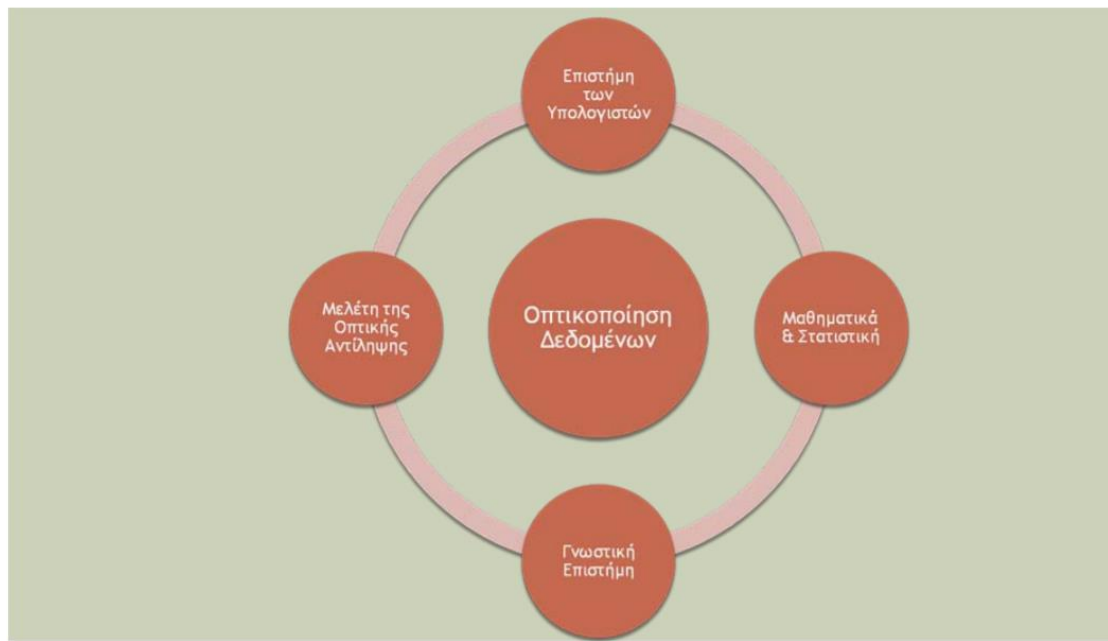 Επιστήμη
των
Υπολογιστών
Μελέτη της
Οπτικής
Αντίληψης
Οπτικοποίηση
Δεδομένων
Μαθηματικά
& Στατιστική
Γνωστική
Επιστήμη